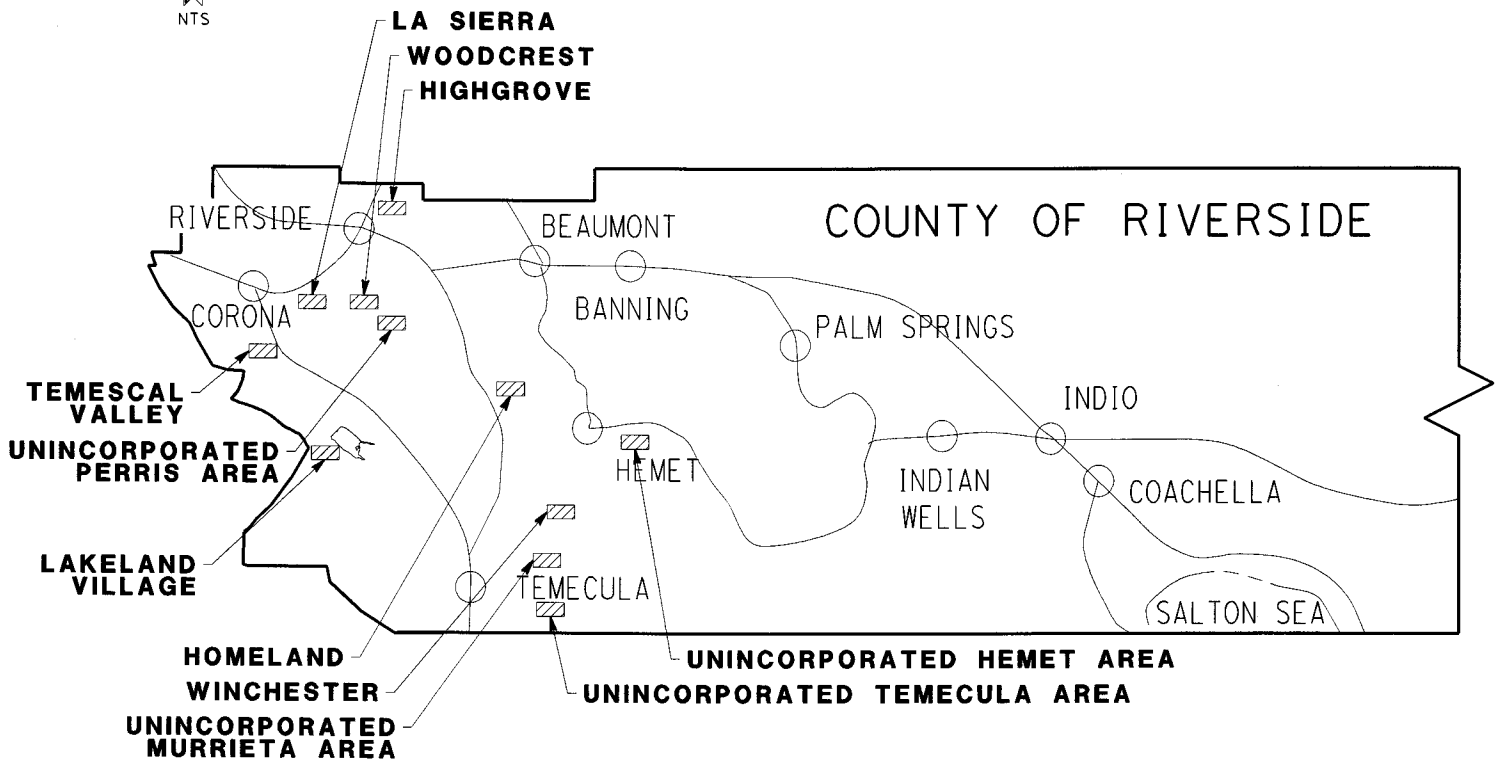 NTS
LA SIERRA
WOODCREST
HIGHGROVE
RIVERSIDE
BEAUMONT
COUNTY OF RIVERSIDE
CORONA
BANNING
PALM SPRINGS
TEMESCAL
VALLEY
INDIO
UNINCORPORATED
PERRIS AREA
HEMET
INDIAN
WELLS
COACHELLA
LAKELAND
VILLAGE
TEMECULA
SALTON SEA
HOMELAND
UNINCORPORATED HEMET AREA
WINCHESTER
UNINCORPORATED TEMECULA AREA
UNINCORPORATED
MURRIETA AREA